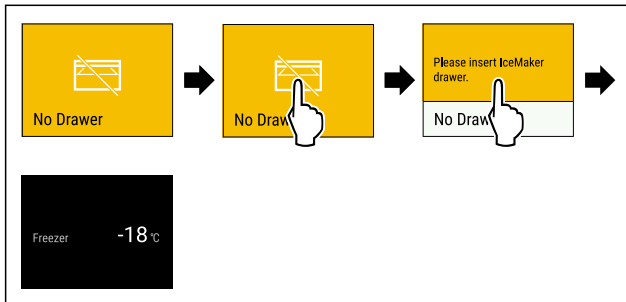 No Drawer
No Draw
Please insert IceMaker
drawer.
No Draw
Freezer -18 °C